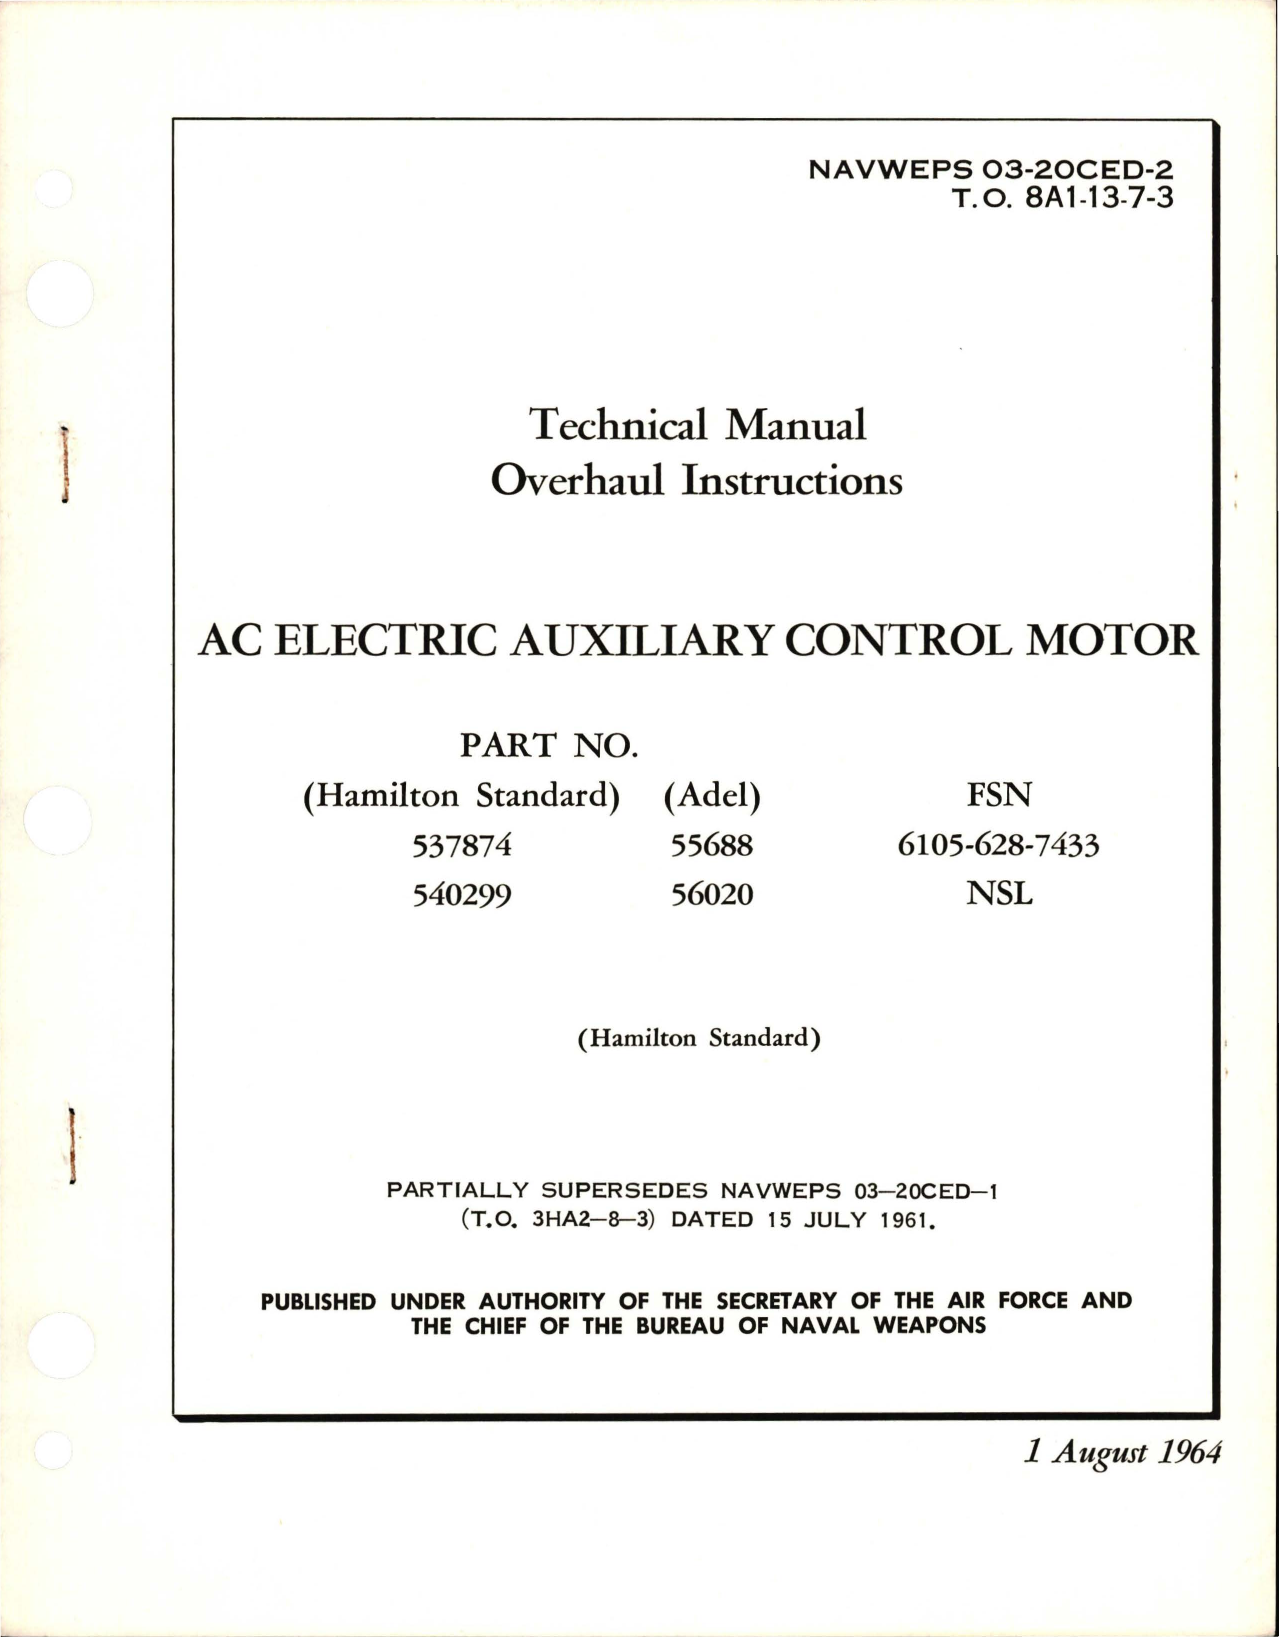 NAVWEPS 03-20CED-2
T.O. 8A1-13-7-3
Technical Manual
Overhaul Instructions
AC ELECTRIC AUXILIARY CONTROL MOTOR
PART NO.
(Hamilton Standard) (Adel) FSN
537874 55688 6105-628-7433
540299 56020 NSL
(Hamilton Standard)
PARTIALLY SUPERSEDES NAVWEPS 03—20CED—1
(T.O. 3HA2—8—3) DATED 15 JULY 1961.
PUBLISHED UNDER AUTHORITY OF THE SECRETARY OF THE AIR FORCE AND
THE CHIEF OF THE BUREAU OF NAVAL WEAPONS
1 August 1964